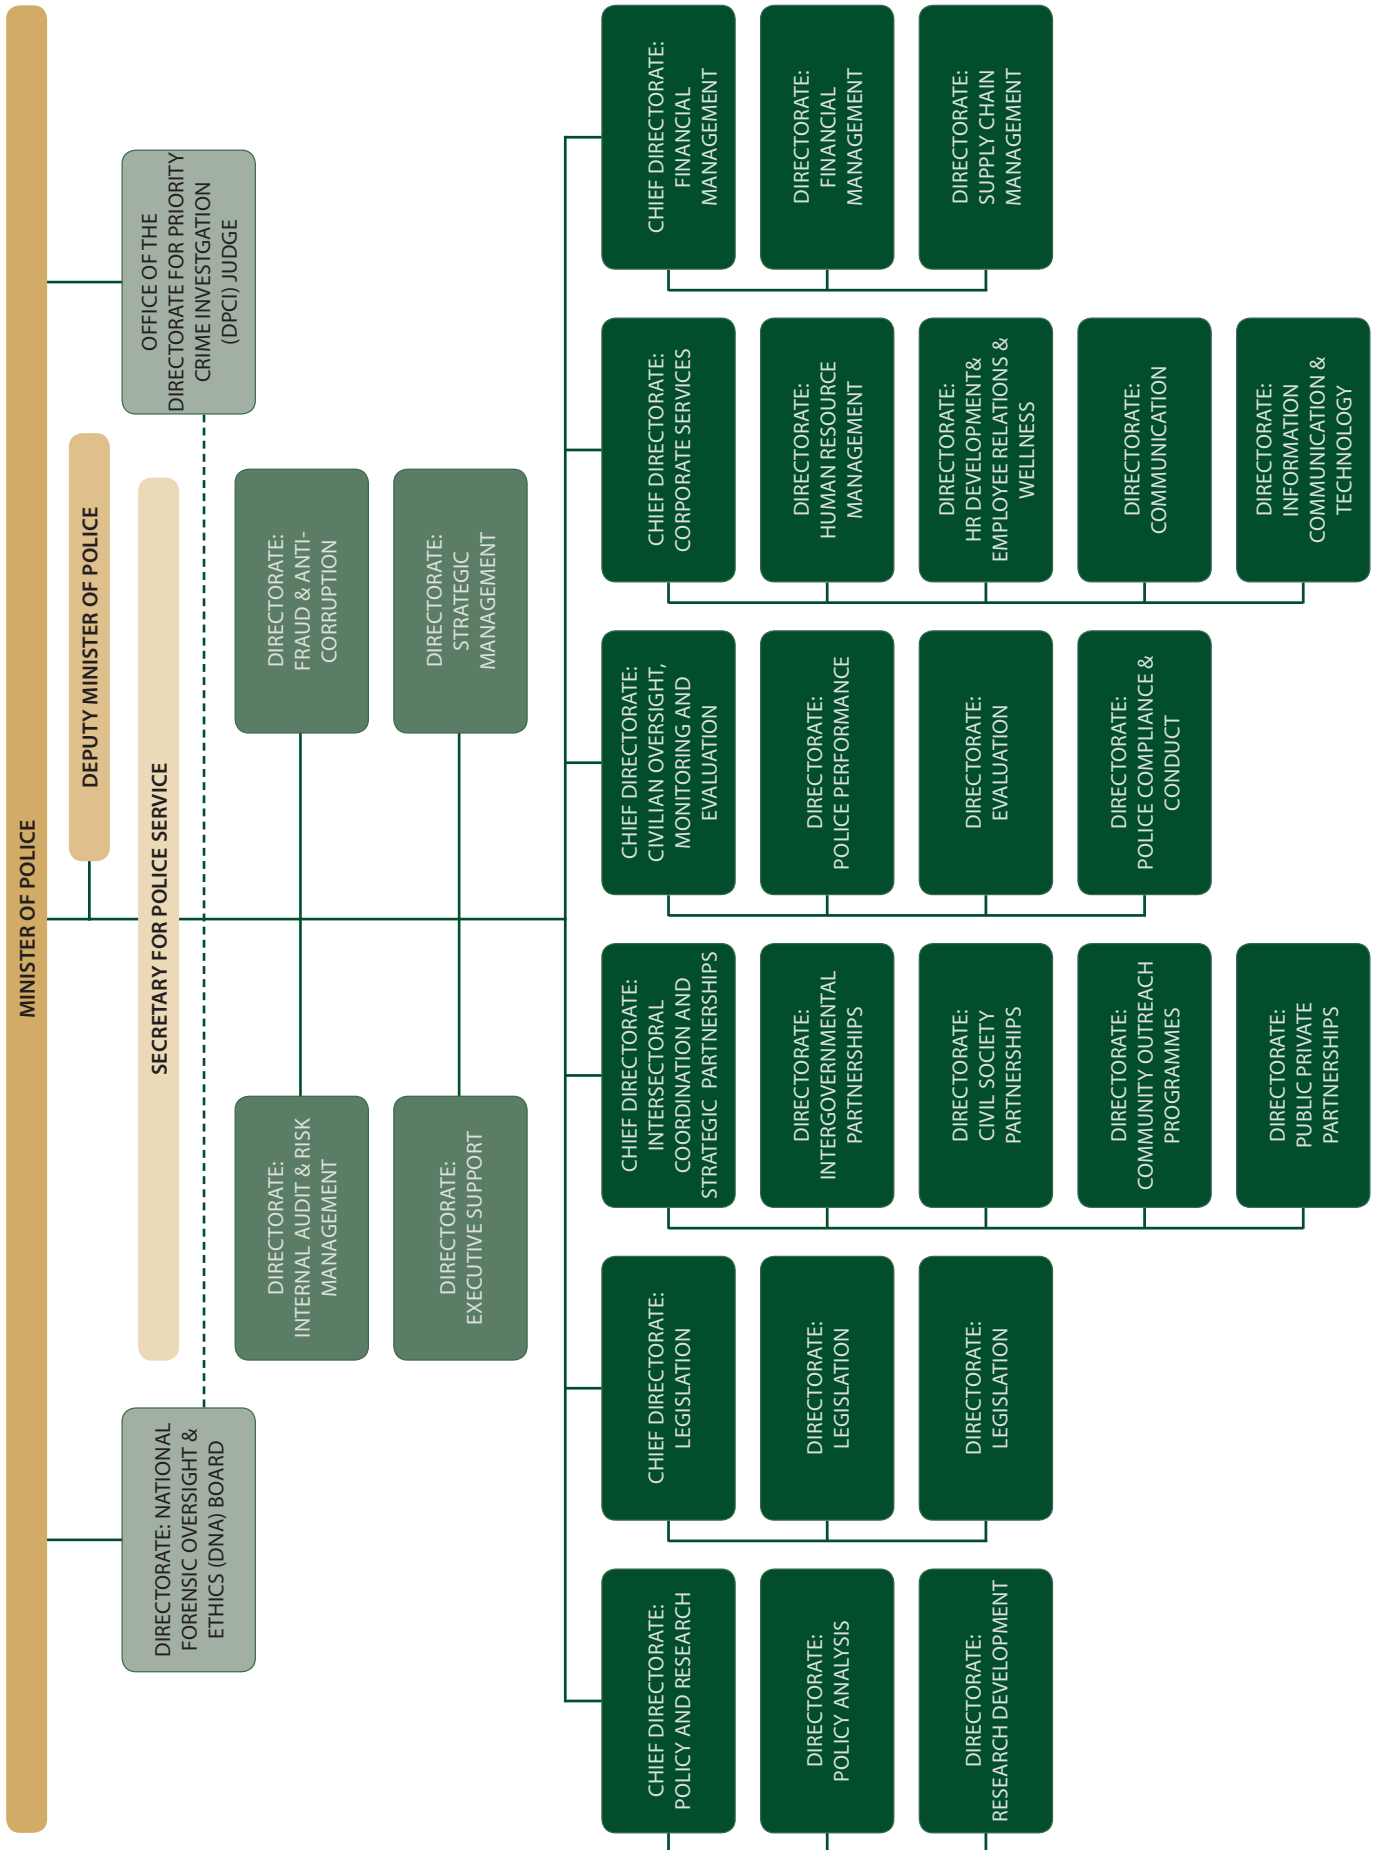 MINISTER OF POLICE
DEPUTY MINISTER OF POLICE
SECRETARY FOR POLICE SERVICE
DIRECTORATE: NATIONAL
FORENSIC OVERSIGHT &
ETHICS (DNA) BOARD
OFFICE OF THE
DIRECTORATE FOR PRIORITY
CRIME INVESTGATION
(DPCI) JUDGE
DIRECTORATE:
INTERNAL AUDIT & RISK
MANAGEMENT
DIRECTORATE:
FRAUD & ANTI-
CORRUPTION
DIRECTORATE:
EXECUTIVE SUPPORT
DIRECTORATE:
STRATEGIC
MANAGEMENT
CHIEF DIRECTORATE:
POLICY AND RESEARCH
DIRECTORATE:
POLICY ANALYSIS
DIRECTORATE:
RESEARCH DEVELOPMENT
CHIEF DIRECTORATE:
LEGISLATION
DIRECTORATE:
LEGISLATION
DIRECTORATE:
LEGISLATION
CHIEF DIRECTORATE:
INTERSECTORAL
COORDINATION AND
STRATEGIC PARTNERSHIPS
DIRECTORATE:
INTERGOVERNMENTAL
PARTNERSHIPS
DIRECTORATE:
CIVIL SOCIETY
PARTNERSHIPS
DIRECTORATE:
COMMUNITY OUTREACH
PROGRAMMES
DIRECTORATE:
PUBLIC PRIVATE
PARTNERSHIPS
CHIEF DIRECTORATE:
CIVILIAN OVERSIGHT,
MONITORING AND
EVALUATION
DIRECTORATE:
POLICE PERFORMANCE
DIRECTORATE:
EVALUATION
DIRECTORATE:
POLICE COMPLIANCE &
CONDUCT
CHIEF DIRECTORATE:
CORPORATE SERVICES
DIRECTORATE:
HUMAN RESOURCE
MANAGEMENT
DIRECTORATE:
HR DEVELOPMENT&
EMPLOYEE RELATIONS &
WELLNESS
DIRECTORATE:
COMMUNICATION
DIRECTORATE:
INFORMATION
COMMUNICATION &
TECHNOLOGY
CHIEF DIRECTORATE:
FINANCIAL
MANAGEMENT
DIRECTORATE:
FINANCIAL
MANAGEMENT
DIRECTORATE:
SUPPLY CHAIN
MANAGEMENT